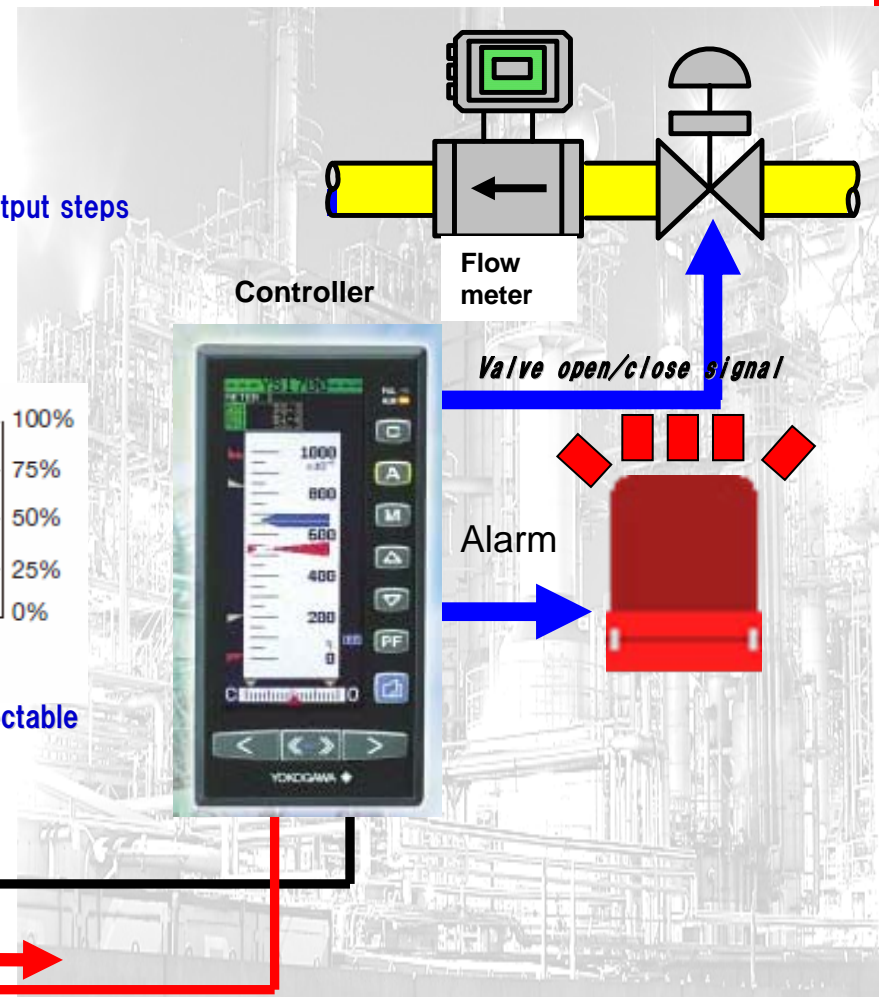 tput steps
Flow
meter
Controller
Valve open/close signal
YS1700
100%
75%
50%
25%
0%
1000
800
600
400
200
0
C
A
M
PF
C
O
Alarm
ctable
< >
YOKOGAWA